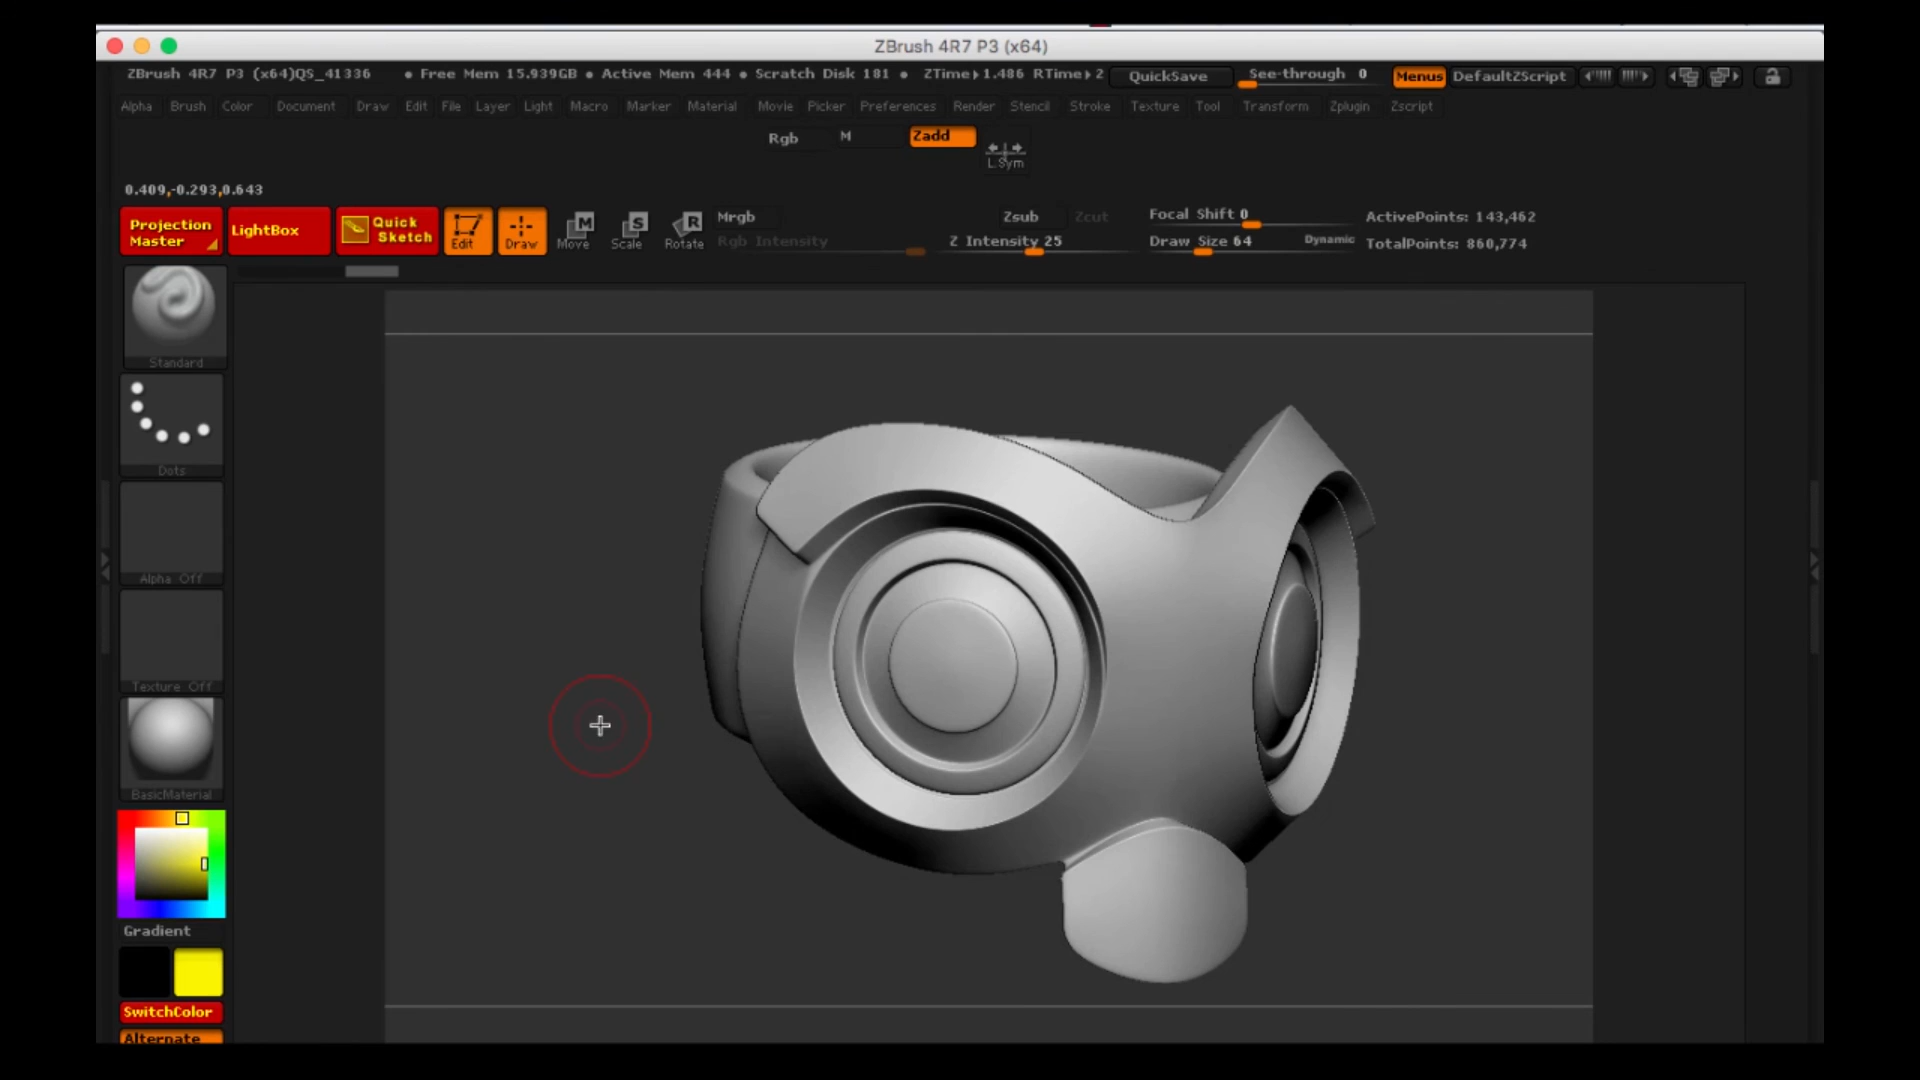 ZBrush 4R7 P3 (x64)
ZBrush 4R7 P3 (x64)QS_41336 • Free Mem 15.939GB • Active Mem 444 • Scratch Disk 181 • ZTime▸1.486 RTime▸2 QuickSave See-through 0 Menus DefaultZScript
Alpha Brush Color Document Draw Edit File Layer Light Macro Marker Material Movie Picker Preferences Render Stencil Stroke Texture Tool Transform Zplugin Zscript
Rgb M Zadd
L.Sym
0.409,-0.293,0.643
Projection Master
LightBox
Quick Sketch
Edit
Draw
Move
Scale
Rotate
Mrgb
Rgb Intensity
Zsub Zcut
Z Intensity 25
Focal Shift 0
Draw Size 64 Dynamic
ActivePoints: 143,462
TotalPoints: 860,774
Standard
Dots
Alpha Off
Texture Off
BasicMaterial
Gradient
SwitchColor
Alternate